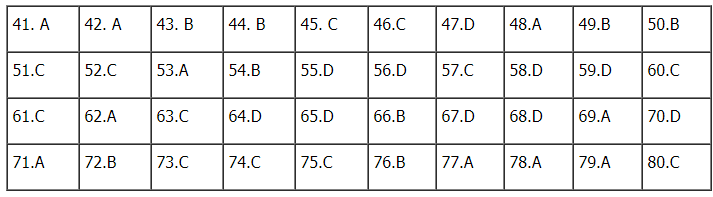 41. A 42. A 43. B 44. B 45. C 46.C 47.D 48.A 49.B 50.B
51.C 52.C 53.A 54.B 55.D 56.D 57.C 58.D 59.D 60.C
61.C 62.A 63.C 64.D 65.D 66.B 67.D 68.D 69.A 70.D
71.A 72.B 73.C 74.C 75.C 76.B 77.A 78.A 79.A 80.C